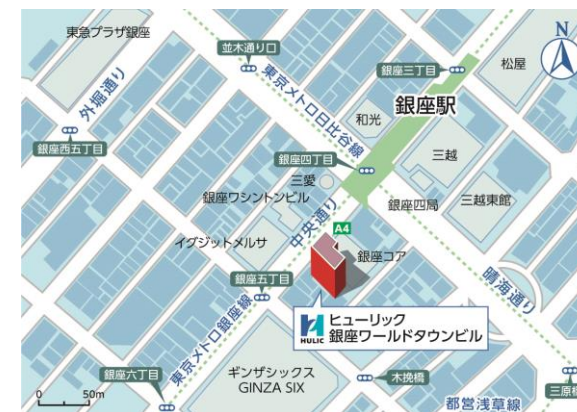 東急プラザ銀座
並木通り口
N
銀座三丁目
松屋
外堀通り
東京メトロ日比谷線
銀座駅
和光
銀座西五丁目
銀座四丁目
三越
三愛
銀座ワシントンビル
中央通り
銀座四局
三越東館
A4
イグジットメルサ
銀座コア
晴海通り
銀座五丁目
HULIC
ヒューリック
銀座ワールドタウンビル
東京メトロ銀座線
ギンザシックス
GINZA SIX
銀座六丁目
木挽橋
0 50m
都営浅草線